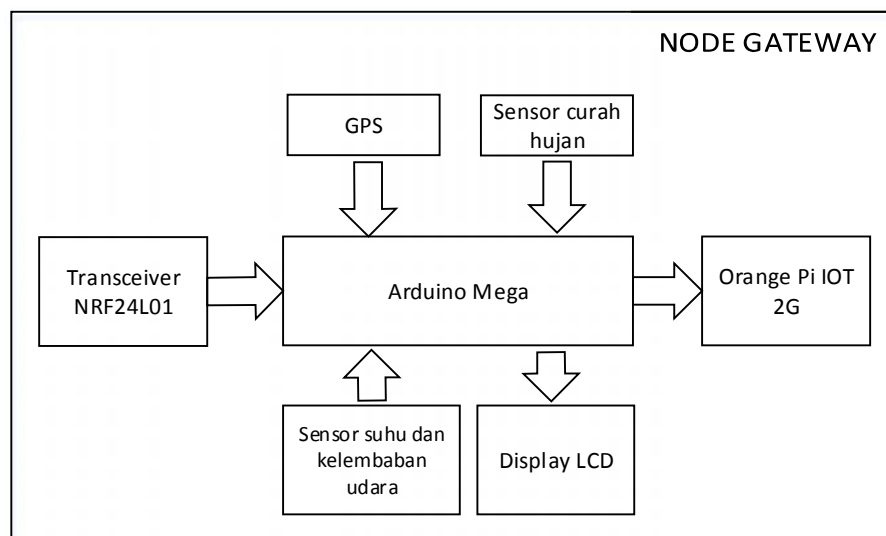 NODE GATEWAY
GPS
Sensor curah
hujan
Transceiver
NRF24L01
Arduino Mega
Orange Pi IOT
2G
Sensor suhu dan
kelembaban
udara
Display LCD